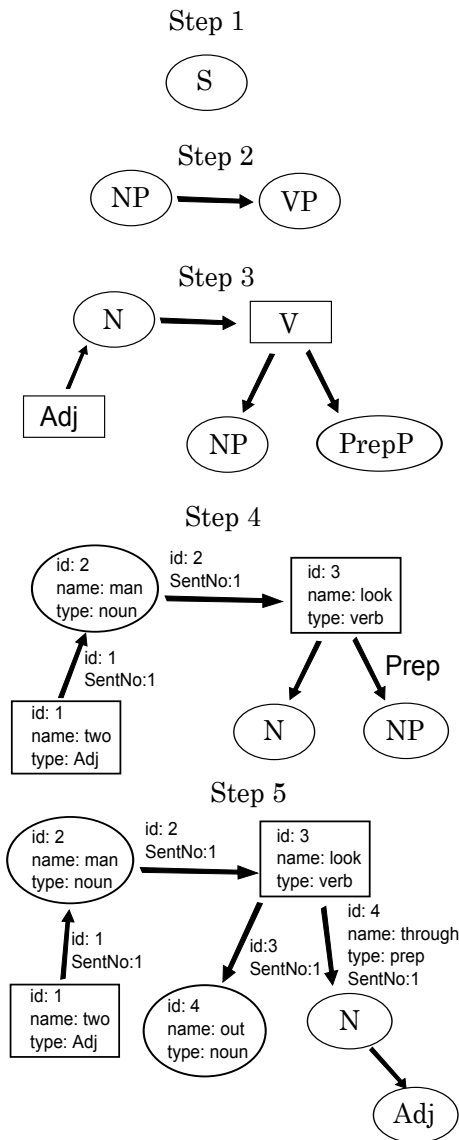 Step 1
S
Step 2
NP
VP
Step 3
N
V
Adj
NP
PrepP
Step 4
id: 2
name: man
type: noun
id: 2
SentNo:1
id: 3
name: look
type: verb
id: 1
SentNo:1
Prep
id: 1
name: two
type: Adj
N
NP
Step 5
id: 2
name: man
type: noun
id: 2
SentNo:1
id: 3
name: look
type: verb
id: 1
SentNo:1
id:3
SentNo:1
id: 4
name: through
type: prep
SentNo:1
id: 1
name: two
type: Adj
id: 4
name: out
type: noun
N
Adj